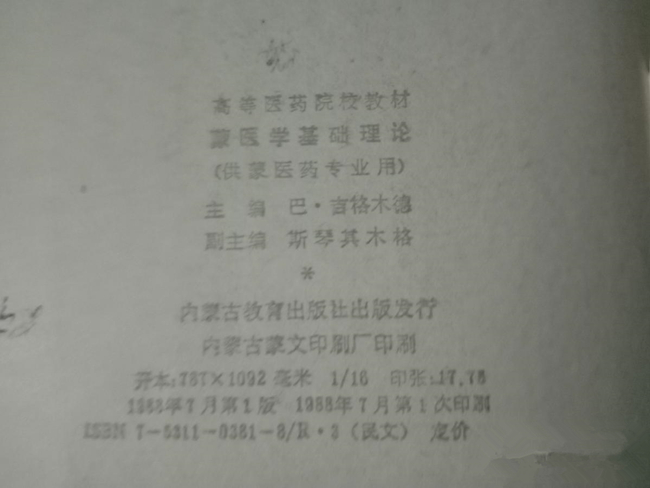 高等医药院校教材
蒙医学基础理论
(供蒙医药专业用)
主 编 巴·吉格木德
副主编 斯琴其木格
*
内蒙古教育出版社出版发行
内蒙古蒙文印刷厂印刷
开本:787×1092 毫米 1/16 印张:17.75
1988年7月第1版 1988年7月第1次印刷
ISBN 7-5311-0381-8/R·3 (民文) 定价